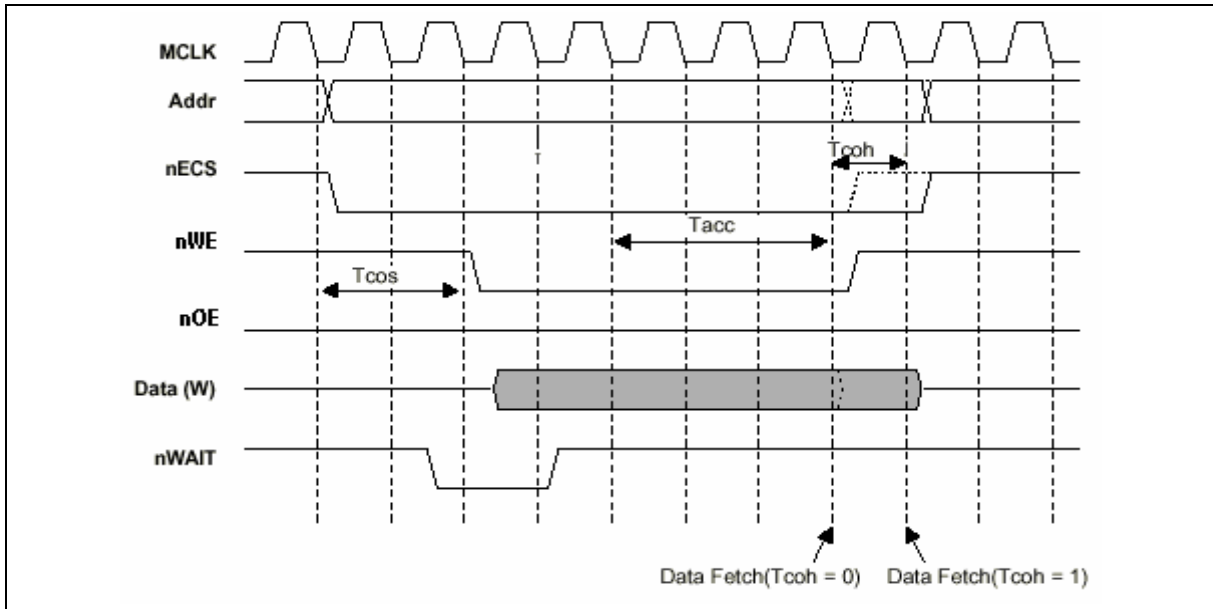 MCLK
Addr
T
Tcoh
nECS
Tacc
nWE
Tcos
nOE
Data (W)
nWAIT
Data Fetch(Tcoh = 0) Data Fetch(Tcoh = 1)